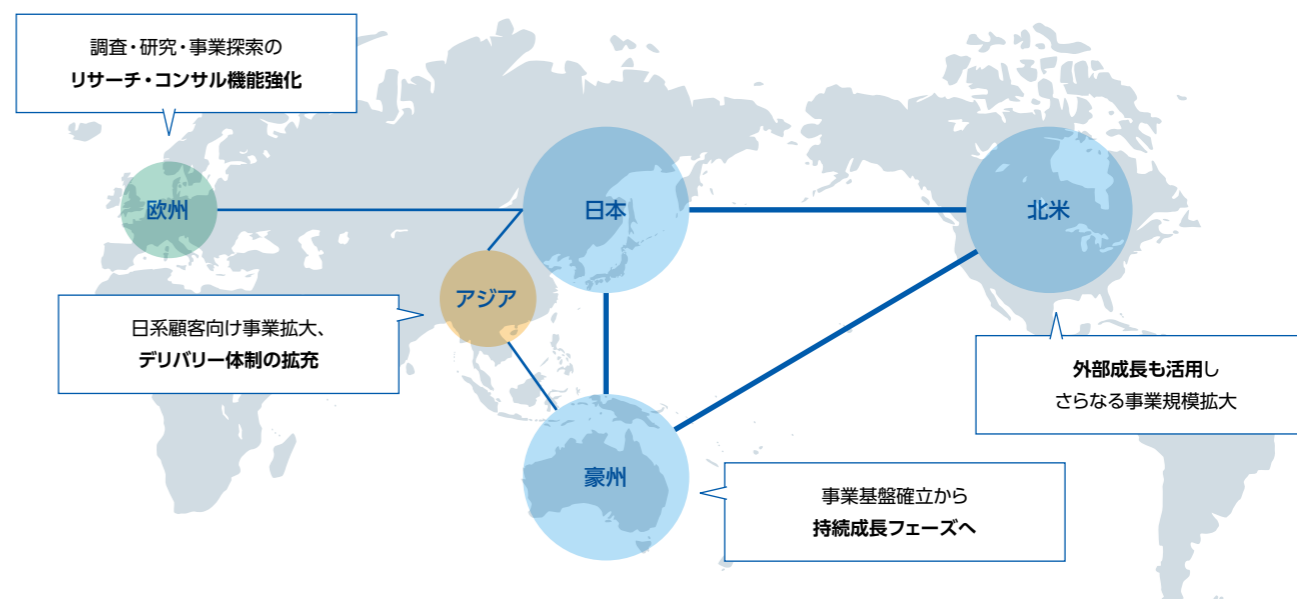 調査・研究・事業探索の
リサーチ・コンサル機能強化
欧州
日本
北米
アジア
日系顧客向け事業拡大、
デリバリー体制の拡充
外部成長も活用し
さらなる事業規模拡大
豪州
事業基盤確立から
持続成長フェーズへ